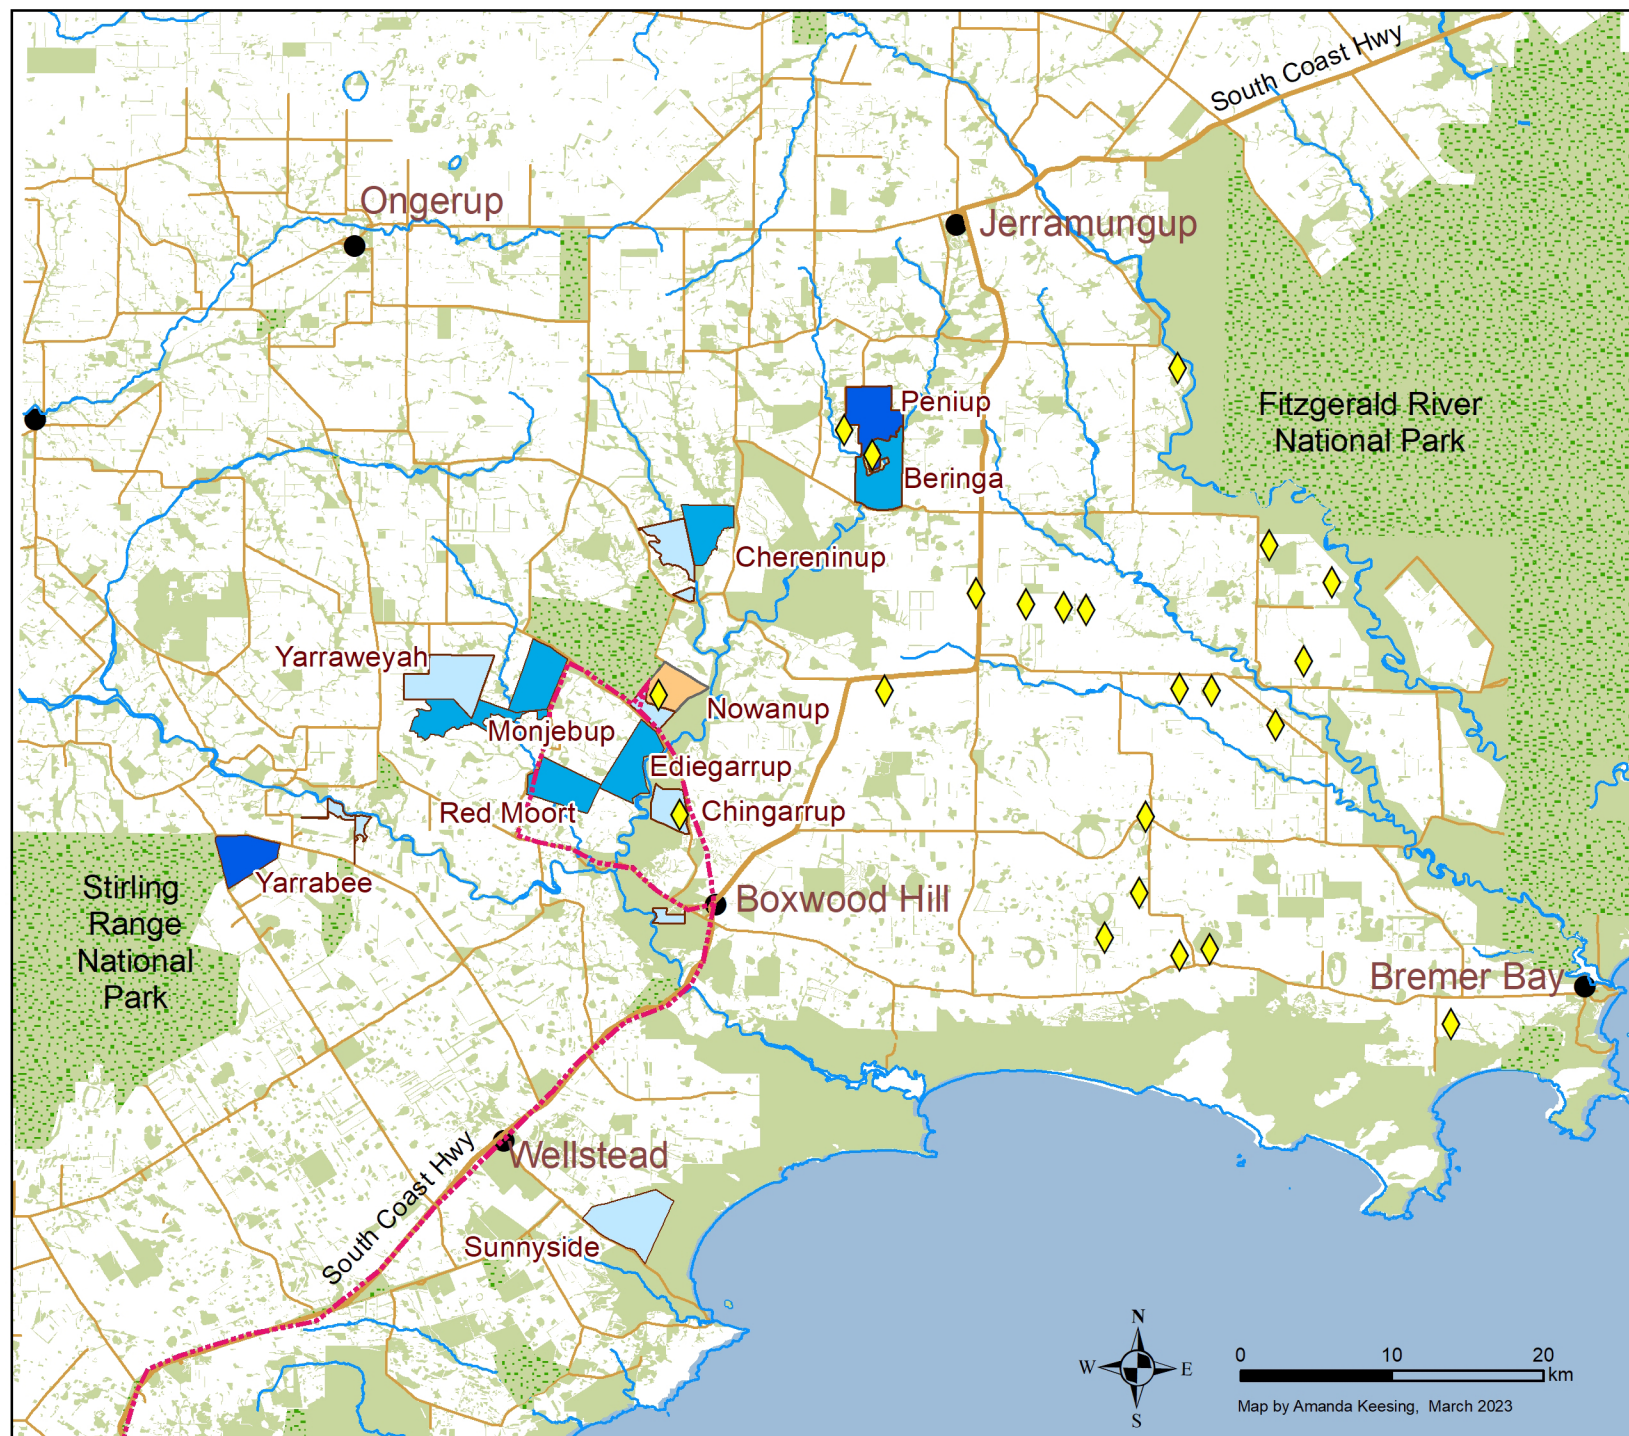 South Coast Hwy
Ongerup
Jerramungup
Peniup
Fitzgerald River
National Park
Beringa
Chereninup
Yarraweyah
Nowanup
Monjebup
Ediegarrup
Red Moort
Chingarrup
Yarrabee
Stirling
Range
National
Park
Boxwood Hill
Bremer Bay
Wellstead
South Coast Hwy
Sunnyside
N
W
E
S
0 10 20
km
Map by Amanda Keesing, March 2023